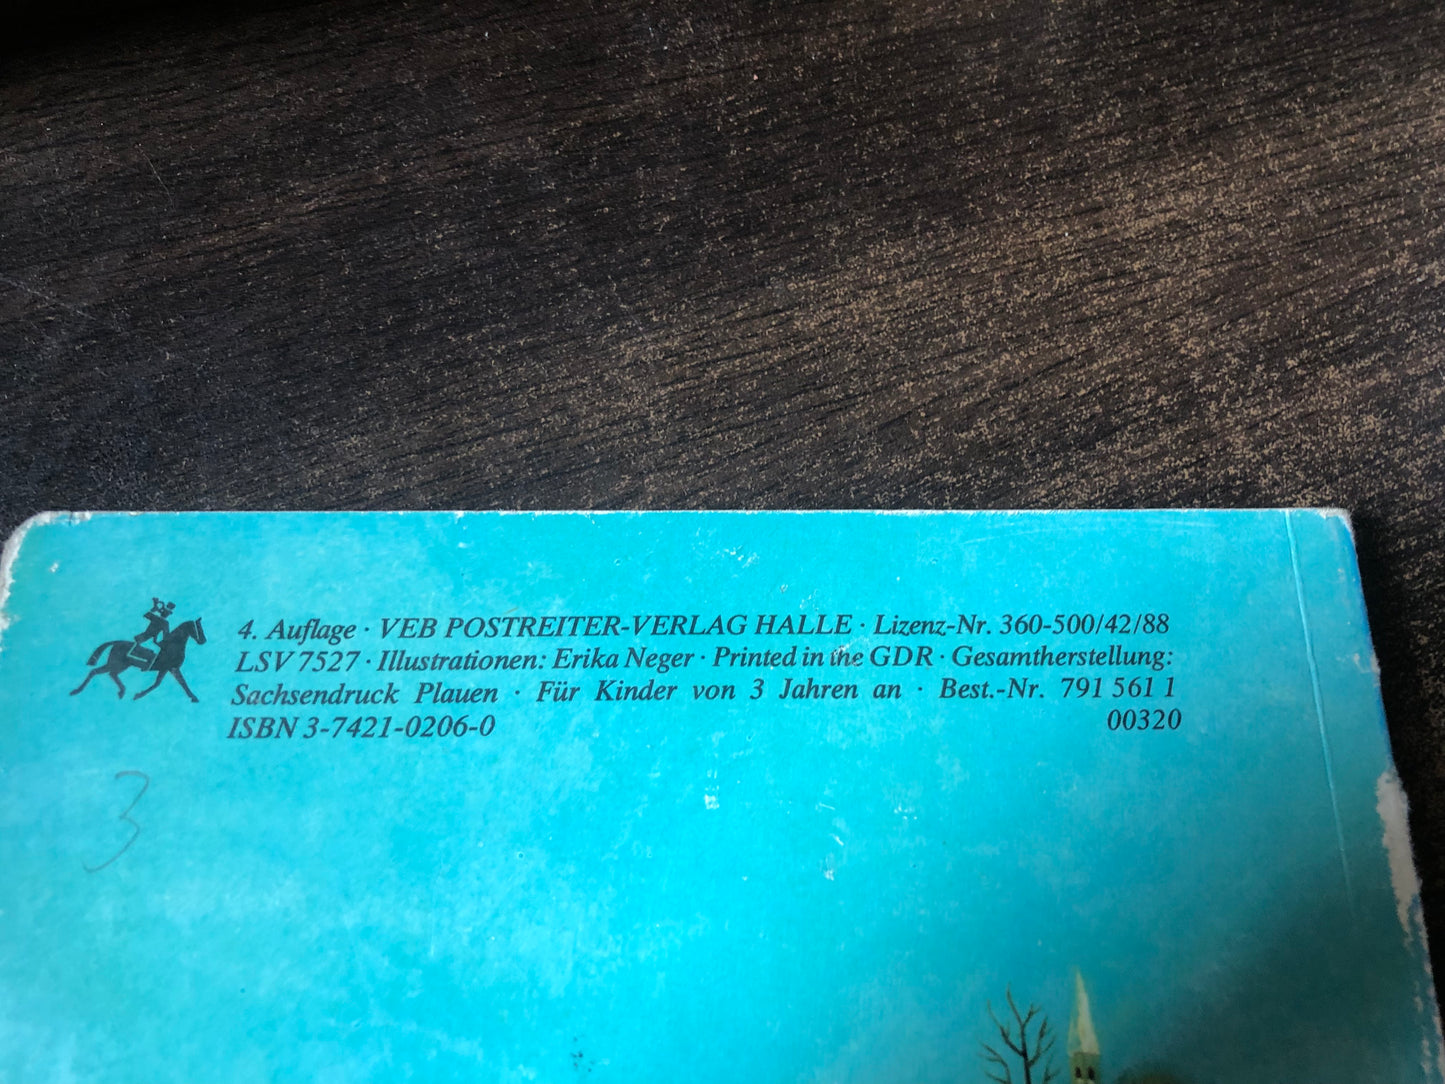 4. Auflage · VEB POSTREITER-VERLAG HALLE · Lizenz-Nr. 360-500/42/88
LSV 7527 · Illustrationen: Erika Neger · Printed in the GDR · Gesamtherstellung:
Sachsendruck Plauen · Für Kinder von 3 Jahren an · Best.-Nr. 791 561 1
ISBN 3-7421-0206-0 00320
3